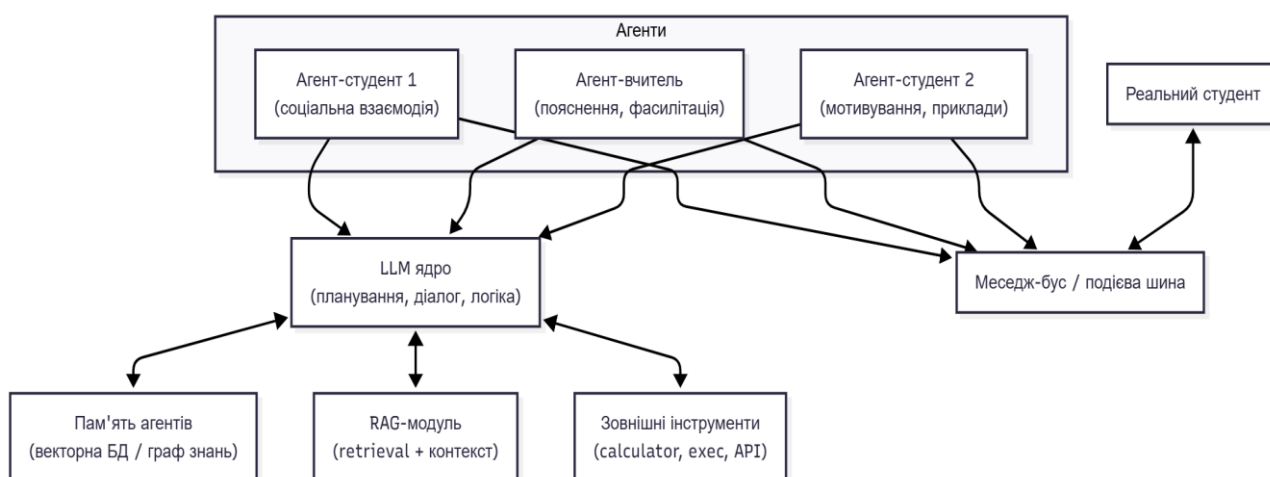 Агенти
Агент-студент 1
(соціальна взаємодія)
Агент-вчитель
(пояснення, фасилітація)
Агент-студент 2
(мотивування, приклади)
Реальний студент
LLM ядро
(планування, діалог, логіка)
Меседж-бус / подієва шина
Пам'ять агентів
(векторна БД / граф знань)
RAG-модуль
(retrieval + контекст)
Зовнішні інструменти
(calculator, exec, API)